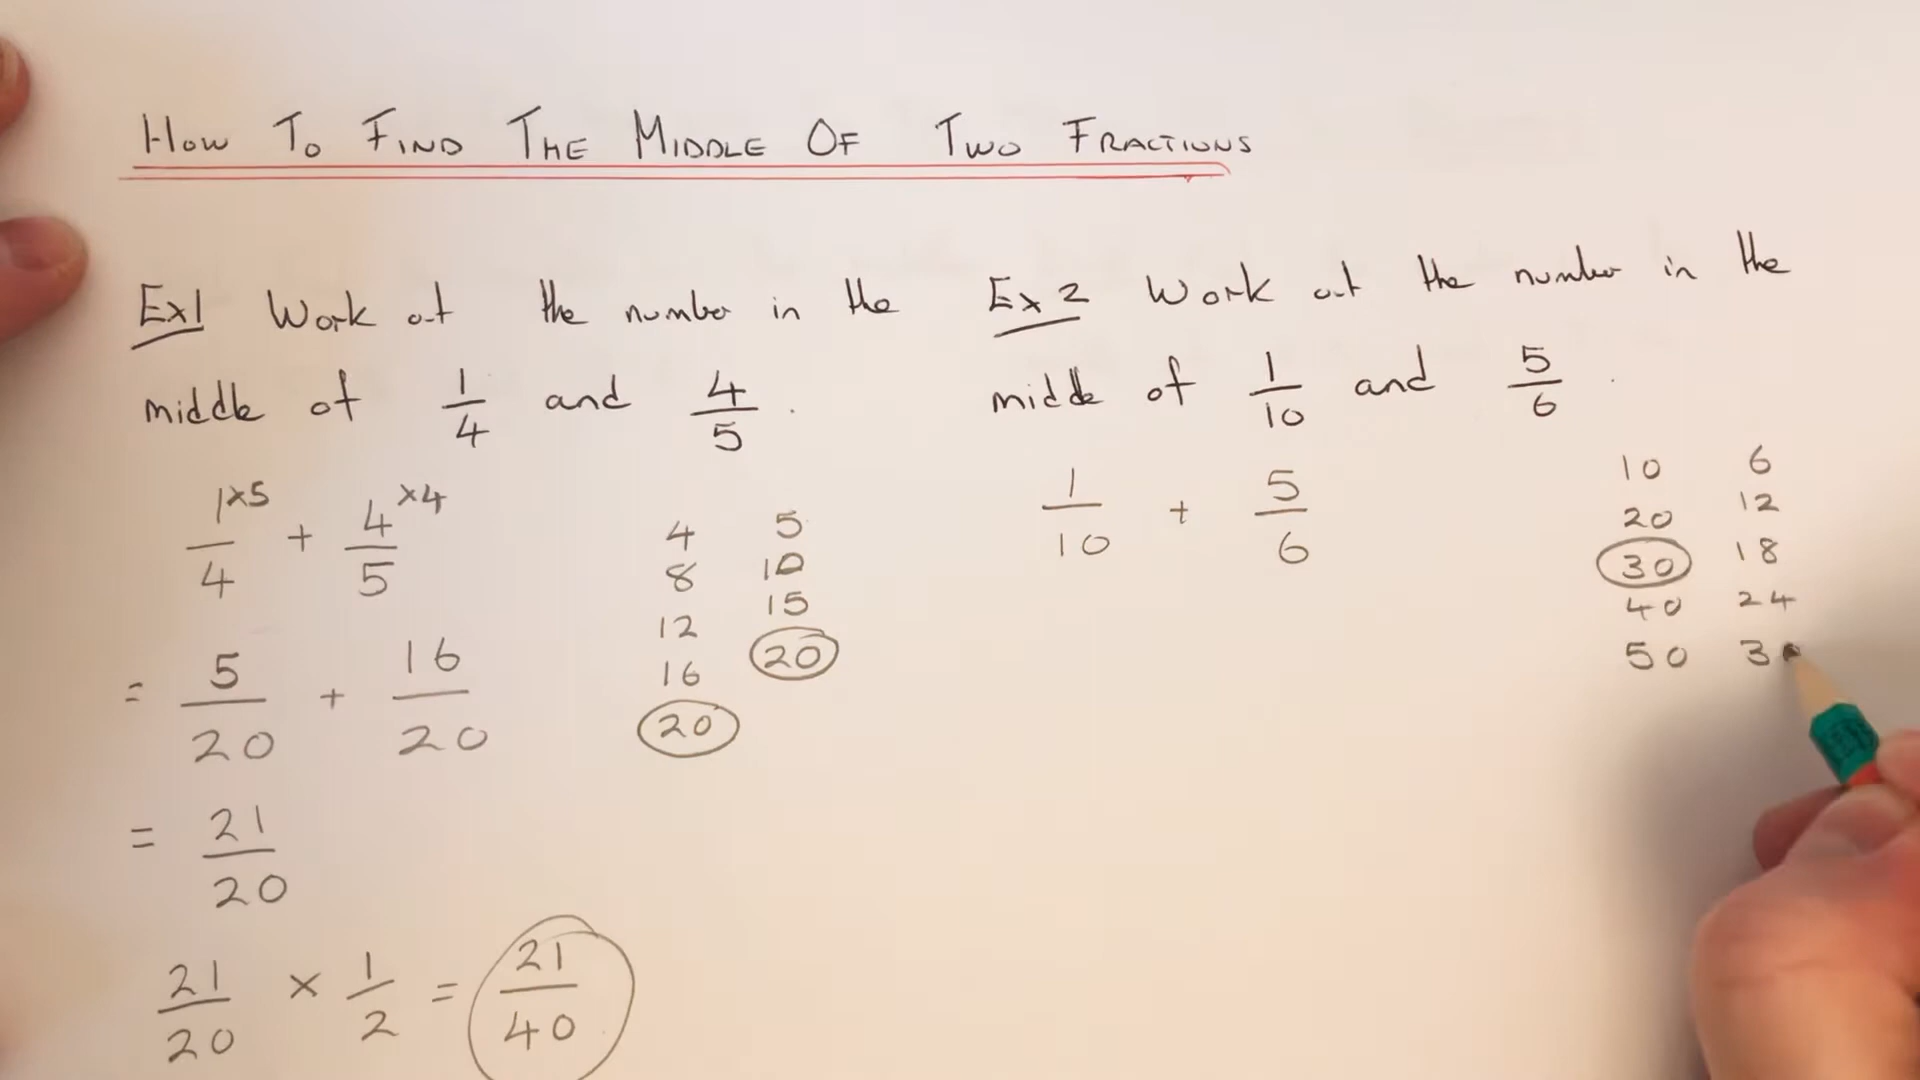 How To Find The Middle Of Two Fractions
Ex1 Work out the number in the
middle of 1/4 and 4/5 .
1×5/4 + 4×4/5
= 5/20 + 16/20
= 21/20
21/20 × 1/2 = 21/40
4 5
8 10
12 15
16 20
20
Ex2 Work out the number in the
middle of 1/10 and 5/6 .
1/10 + 5/6
10 6
20 12
30 18
40 24
50 30